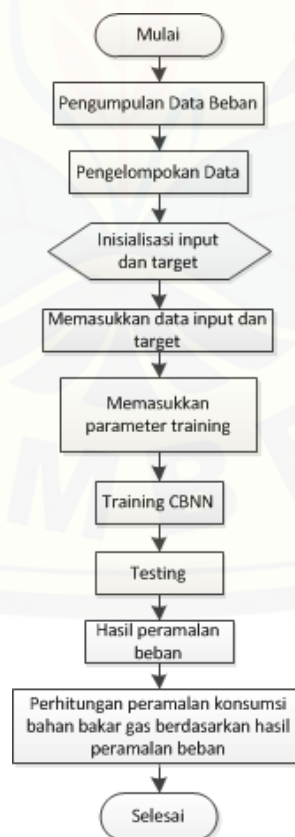 Mulai
Pengumpulan Data Beban
Pengelompokan Data
Inisialisasi input
dan target
Memasukkan data input dan
target
Memasukkan
parameter training
Training CBNN
Testing
Hasil peramalan
beban
Perhitungan peramalan konsumsi
bahan bakar gas berdasarkan hasil
peramalan beban
Selesai